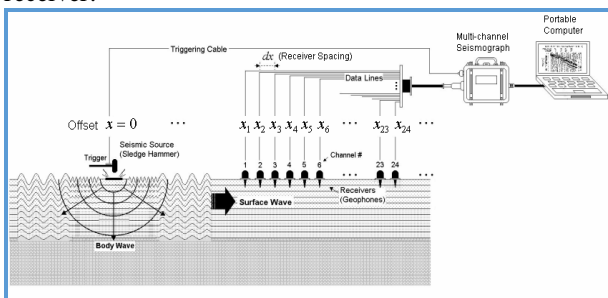 receiver.
Portable
Computer
Multi-channel
Seismograph
Triggering Cable
dx (Receiver Spacing)
Data Lines
Offset x = 0 ... x1 x2 x3 x4 x5 x6 ... x23 x24 ...
Seismic Source
(Sledge Hammer)
Trigger
Channel #
1 2 3 4 5 6 23 24
... ...
Receivers
(Geophones)
Surface Wave
Body Wave